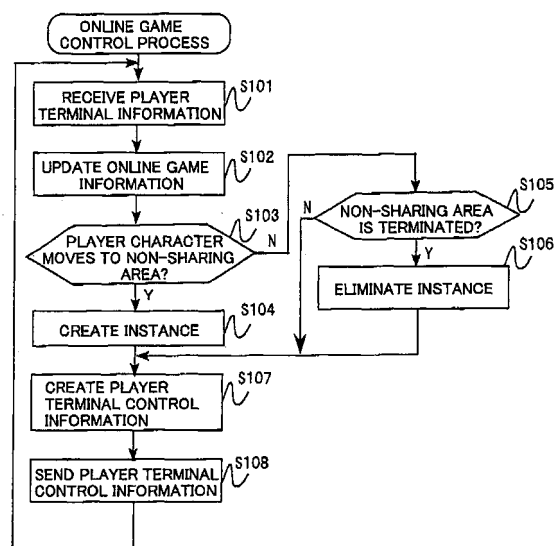 ONLINE GAME
CONTROL PROCESS
S101
RECEIVE PLAYER
TERMINAL INFORMATION
S102
UPDATE ONLINE GAME
INFORMATION
S103
PLAYER CHARACTER
MOVES TO NON-SHARING
AREA?
N
Y
S104
CREATE INSTANCE
S105
N
NON-SHARING AREA
IS TERMINATED?
Y
S106
ELIMINATE INSTANCE
S107
CREATE PLAYER
TERMINAL CONTROL
INFORMATION
S108
SEND PLAYER TERMINAL
CONTROL INFORMATION